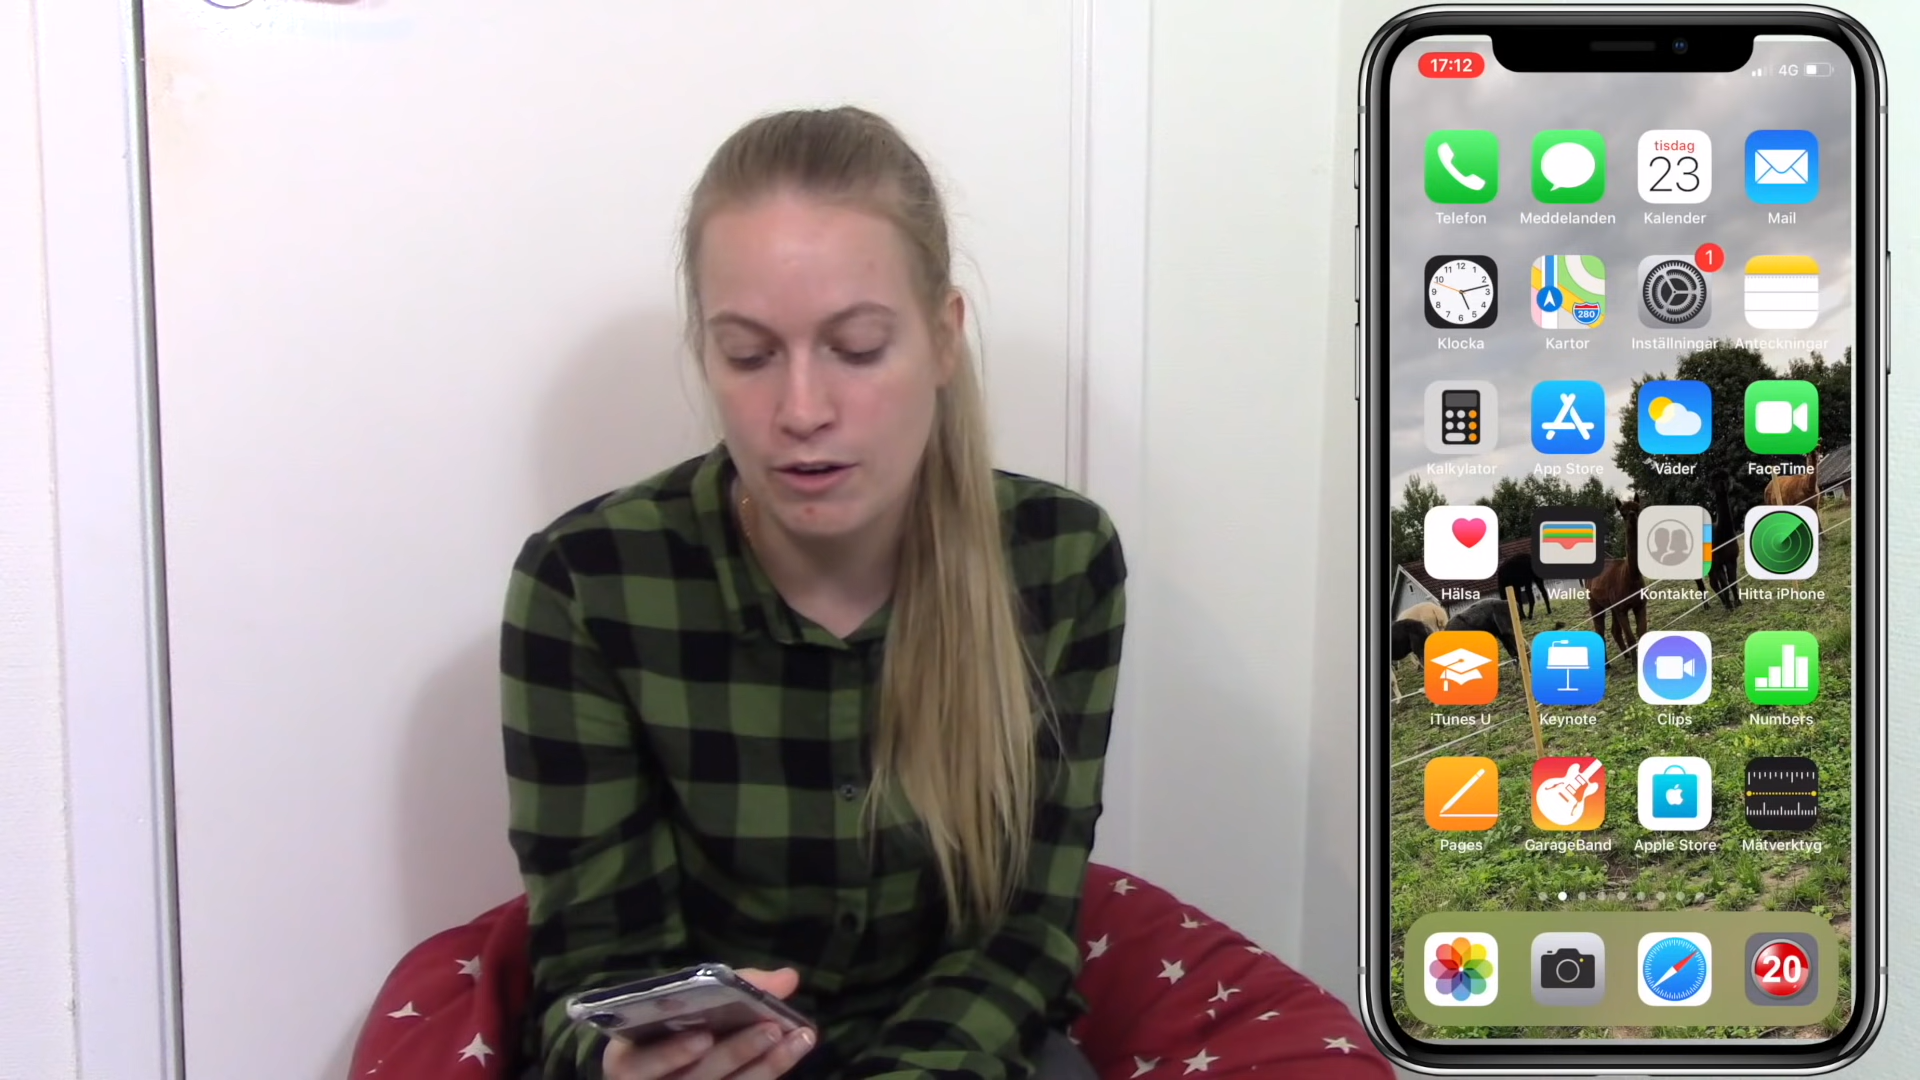 17:12 4G
tisdag
23
Telefon Meddelanden Kalender Mail
1
280
Klocka Kartor Inställningar Anteckningar
Kalkylator App Store Väder FaceTime
Hälsa Wallet Kontakter Hitta iPhone
iTunes U Keynote Clips Numbers
Pages GarageBand Apple Store Mätverktyg
20